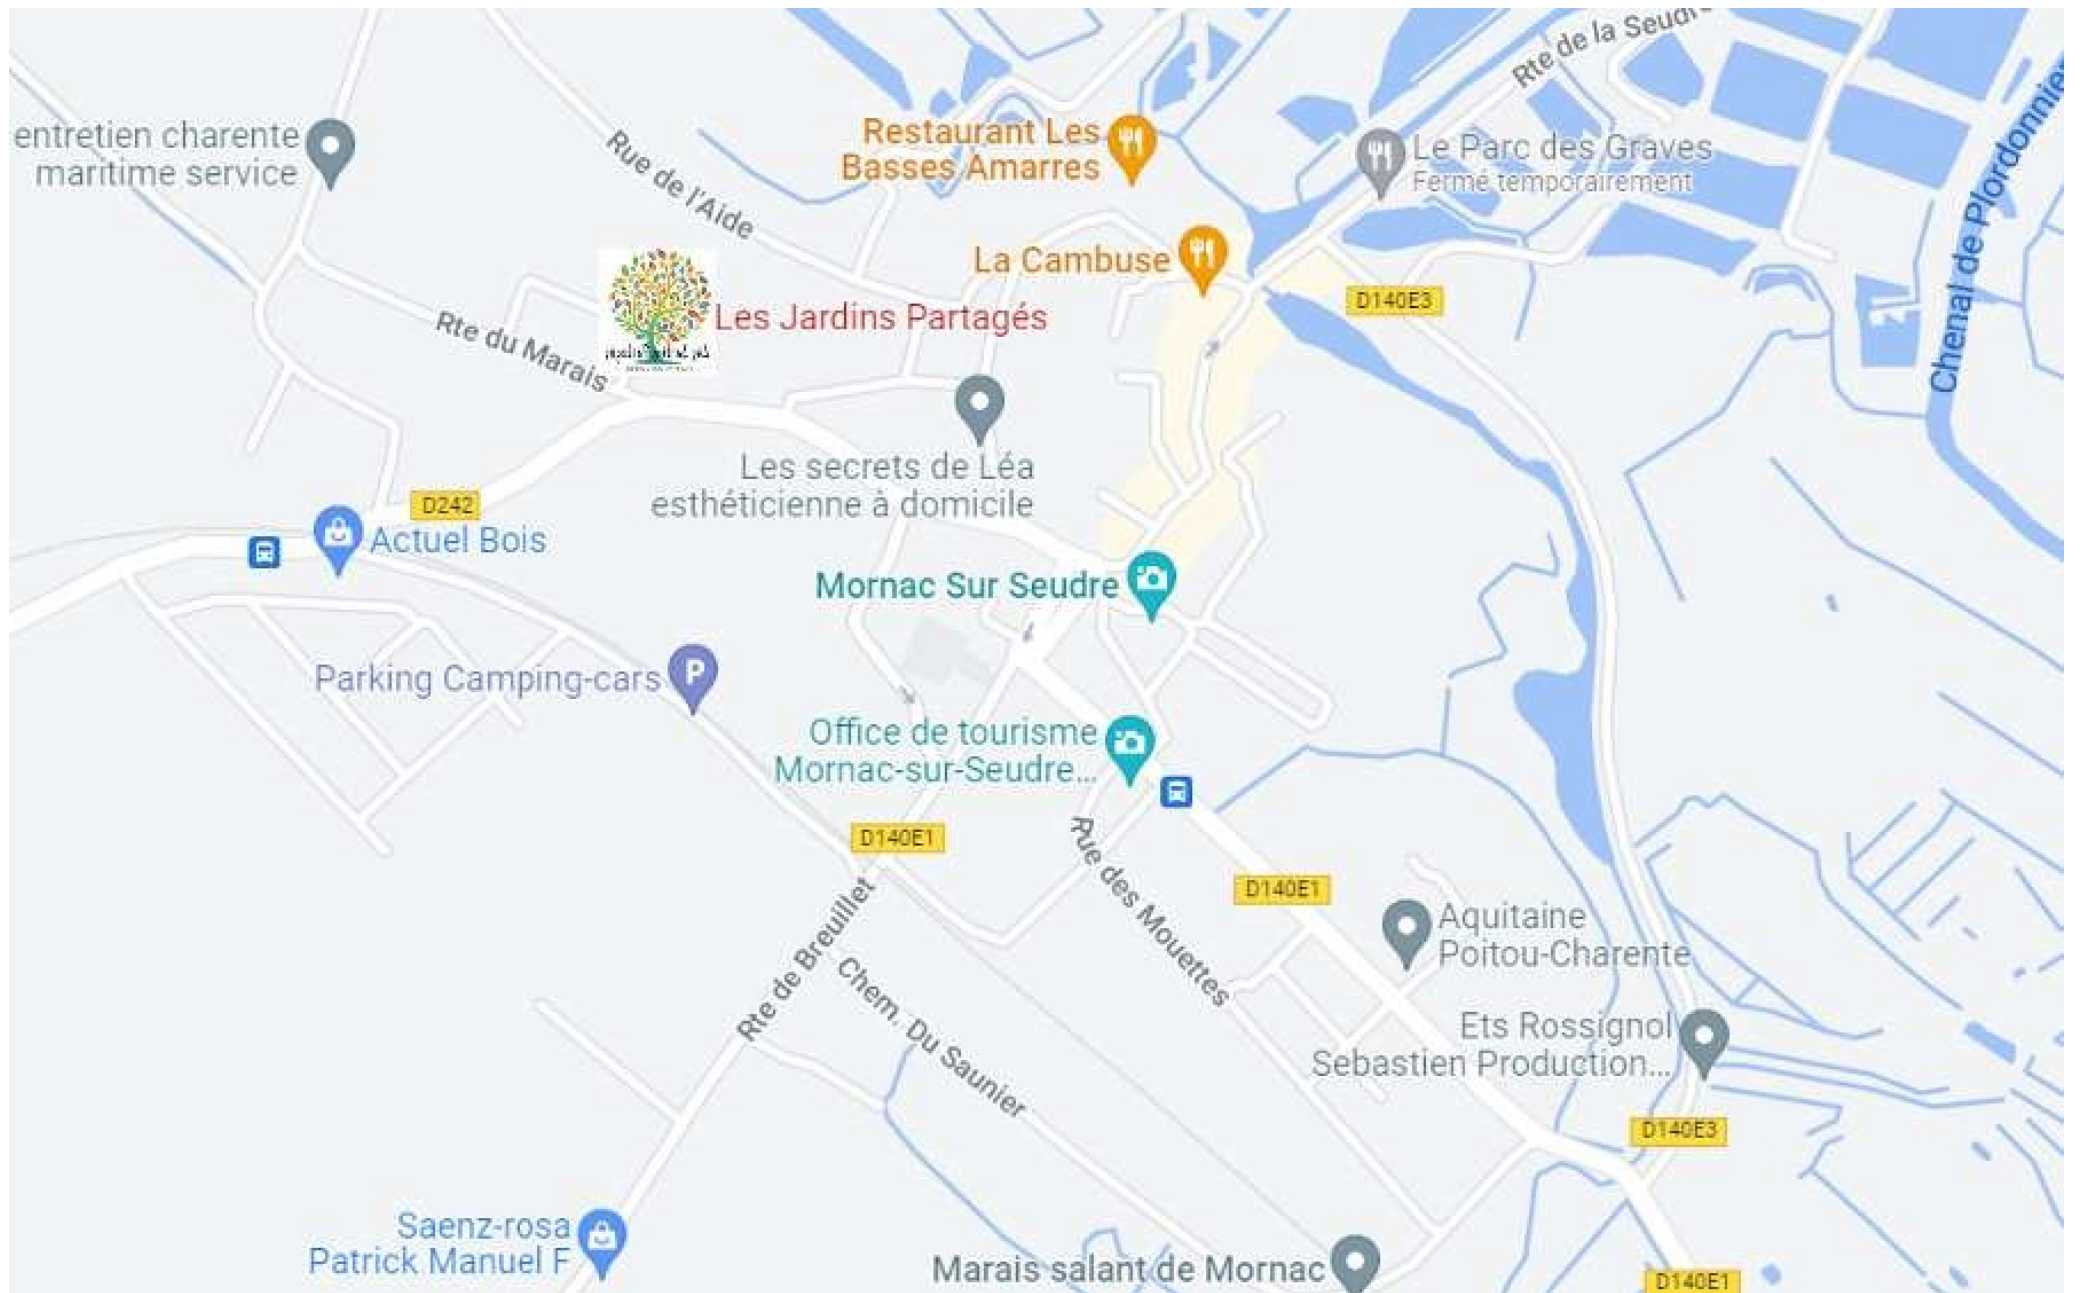 Rte de la Seudre
entretien charente
maritime service
Rue de l'Aide
Restaurant Les
Basses Amarres
Le Parc des Graves
Fermé temporairement
Chenal de Plordonnier
La Cambuse
D140E3
Les Jardins Partagés
Rte du Marais
Les secrets de Léa
esthéticienne à domicile
D242
Actuel Bois
Mornac Sur Seudre
Parking Camping-cars
P
Office de tourisme
Mornac-sur-Seudre...
D140E1
Rue des Mouettes
D140E1
Rte de Breuillet
Aquitaine
Poitou-Charente
Chem. Du Saunier
Ets Rossignol
Sebastien Production...
D140E3
Saenz-rosa
Patrick Manuel F
Marais salant de Mornac
D140E1